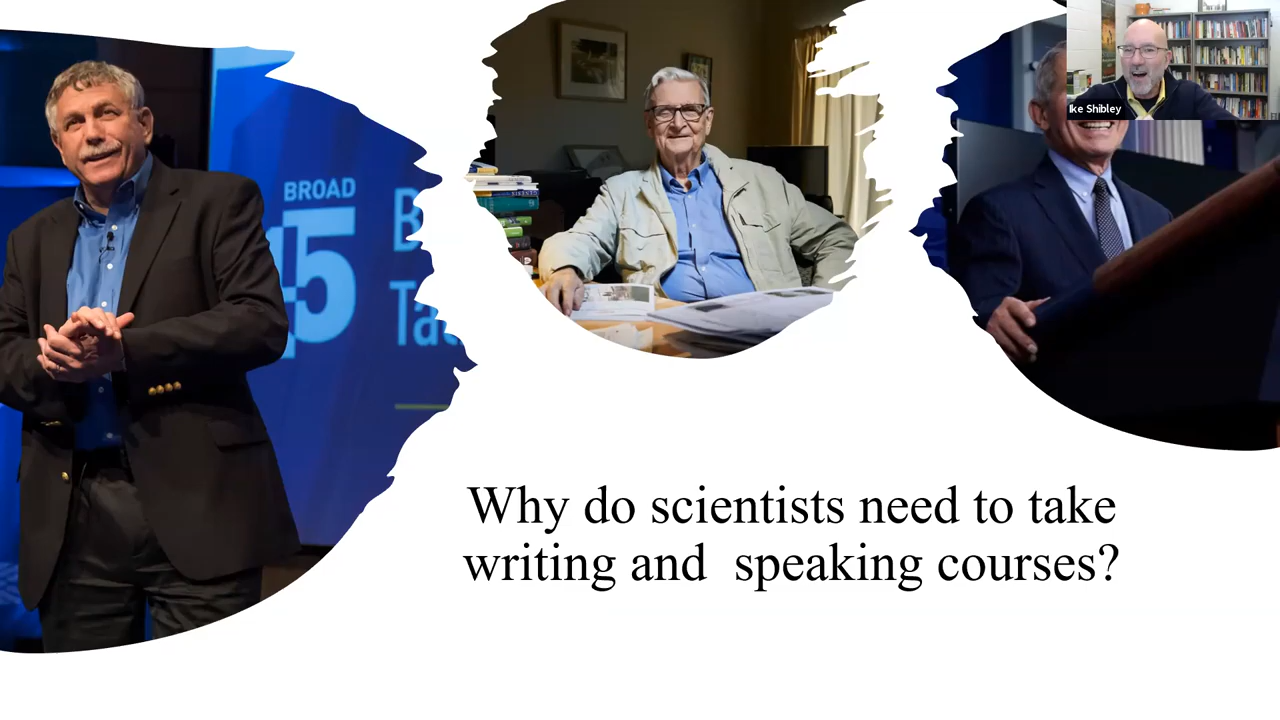 BROAD
15
Ike Shibley
Why do scientists need to take
writing and  speaking courses?